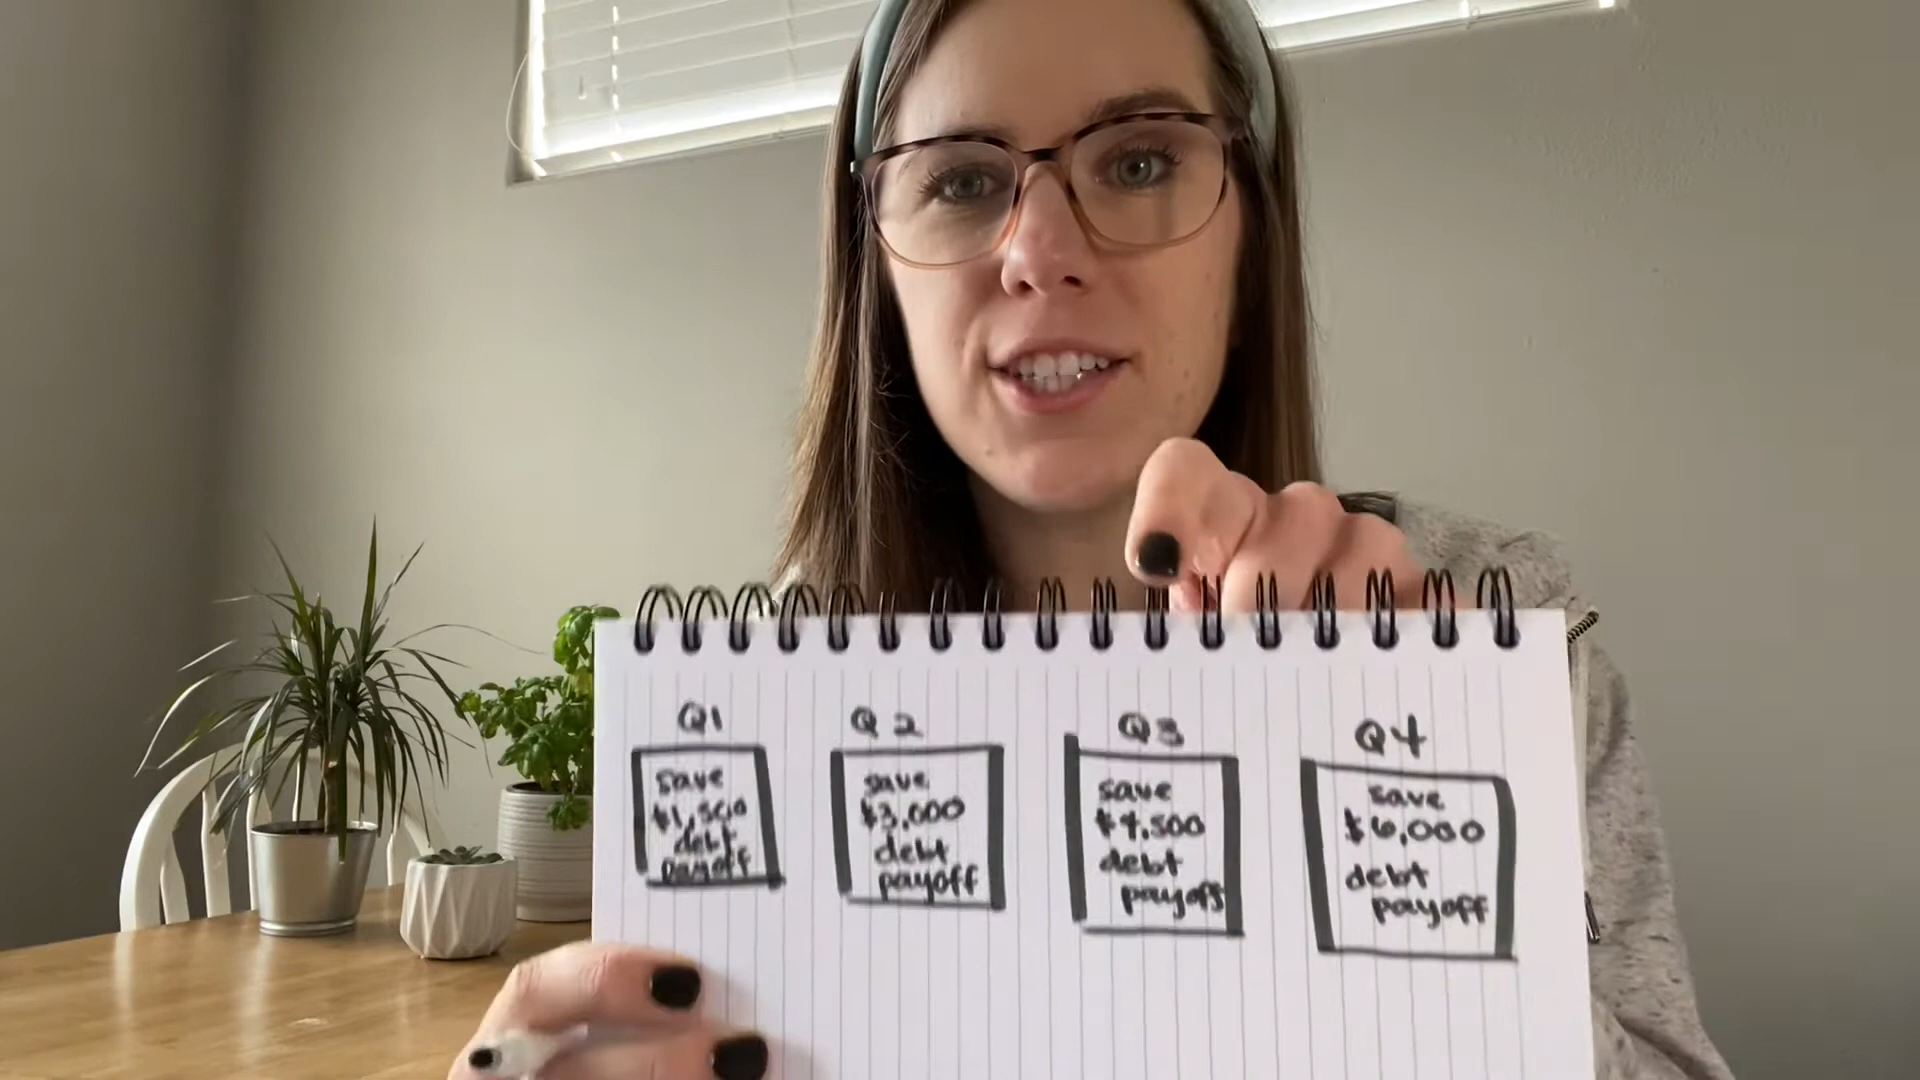 Q1
save
$1,500
debt
payoff
Q2
save
$3,000
debt
payoff
Q3
save
$4,500
debt
payoff
Q4
save
$6,000
debt
payoff